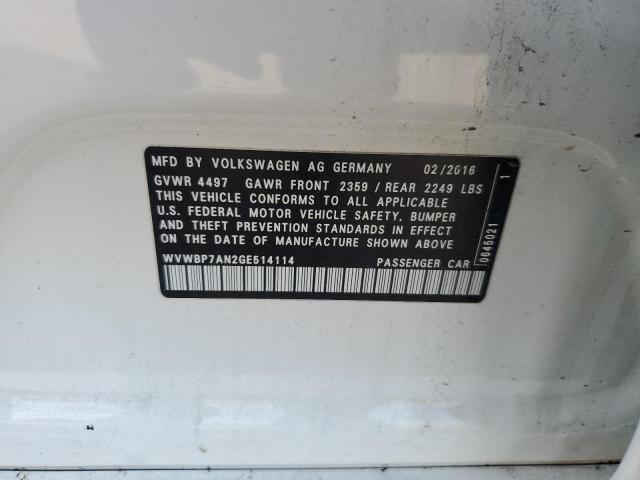 MFD BY VOLKSWAGEN AG GERMANY 02/2016
GVWR 4497 GAWR FRONT 2359 / REAR 2249 LBS
THIS VEHICLE CONFORMS TO ALL APPLICABLE
U.S. FEDERAL MOTOR VEHICLE SAFETY, BUMPER
AND THEFT PREVENTION STANDARDS IN EFFECT
ON THE DATE OF MANUFACTURE SHOWN ABOVE
WVWBP7AN2GE514114 PASSENGER CAR
0645021 1